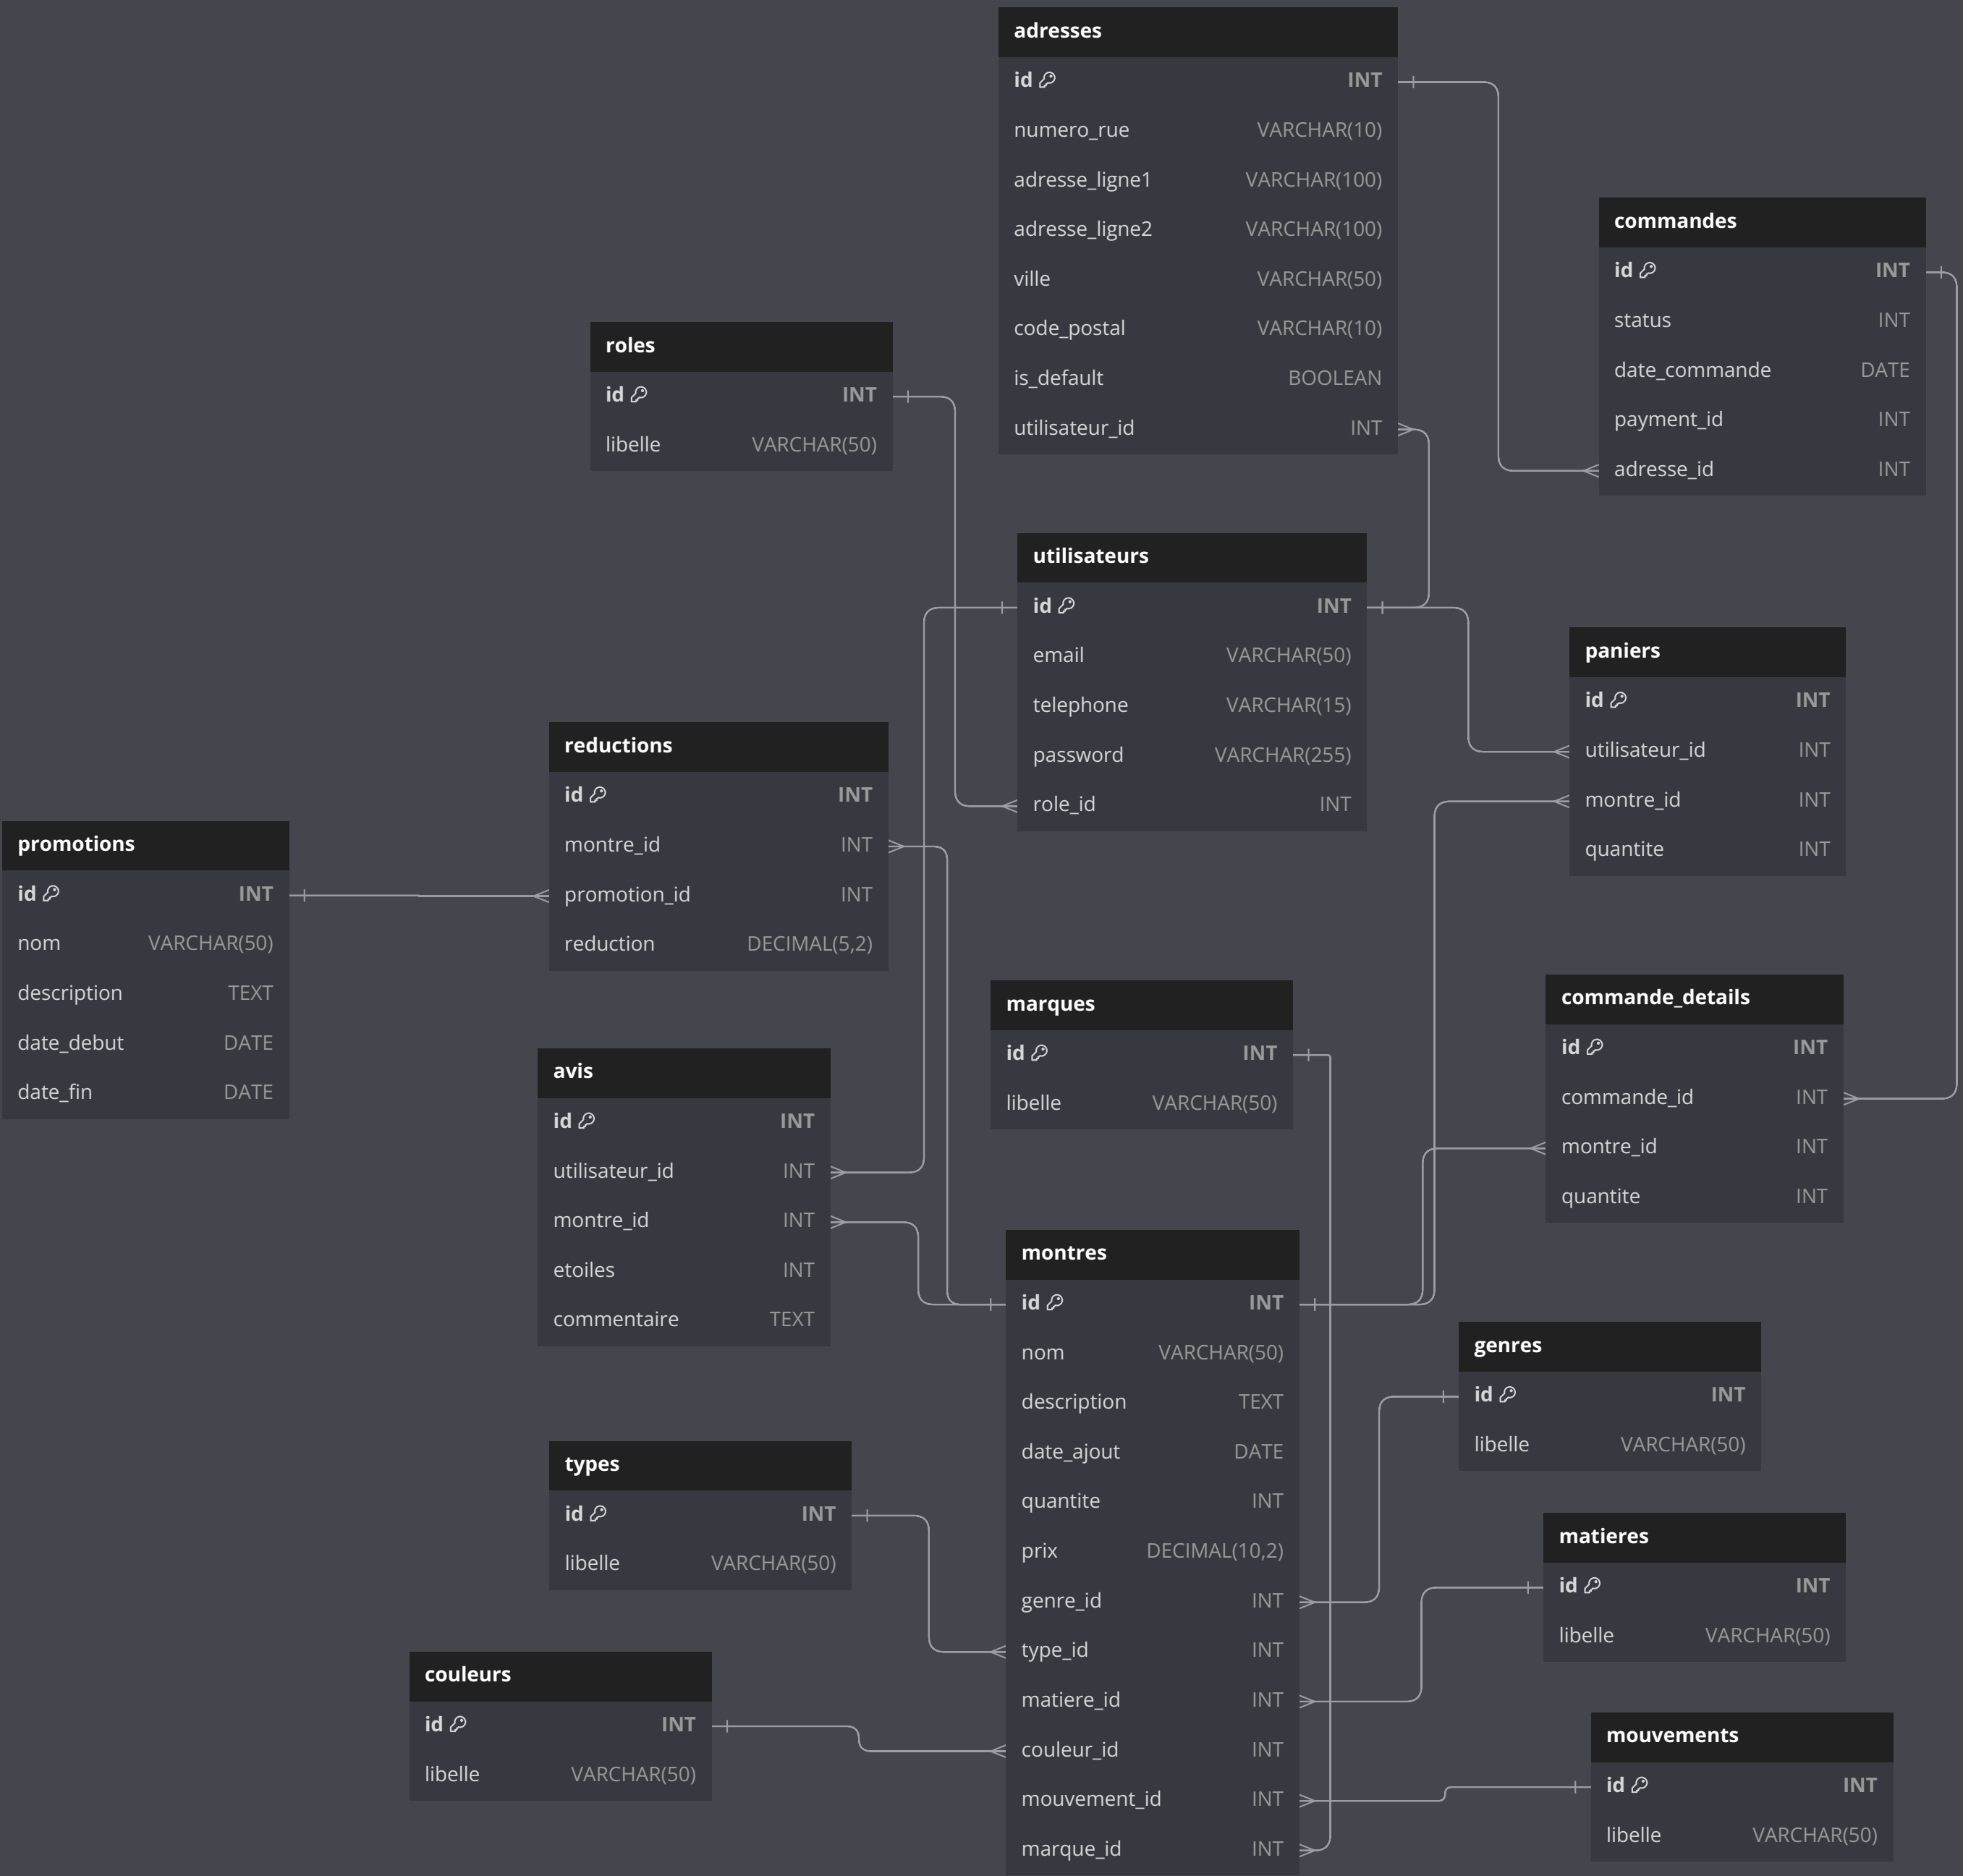 adresses
id INT
numero_rue VARCHAR(10)
adresse_ligne1 VARCHAR(100)
adresse_ligne2 VARCHAR(100)
ville VARCHAR(50)
code_postal VARCHAR(10)
is_default BOOLEAN
utilisateur_id INT
commandes
id INT
status INT
date_commande DATE
payment_id INT
adresse_id INT
roles
id INT
libelle VARCHAR(50)
utilisateurs
id INT
email VARCHAR(50)
telephone VARCHAR(15)
password VARCHAR(255)
role_id INT
paniers
id INT
utilisateur_id INT
montre_id INT
quantite INT
reductions
id INT
montre_id INT
promotion_id INT
reduction DECIMAL(5,2)
promotions
id INT
nom VARCHAR(50)
description TEXT
date_debut DATE
date_fin DATE
marques
id INT
libelle VARCHAR(50)
commande_details
id INT
commande_id INT
montre_id INT
quantite INT
avis
id INT
utilisateur_id INT
montre_id INT
etoiles INT
commentaire TEXT
montres
id INT
nom VARCHAR(50)
description TEXT
date_ajout DATE
quantite INT
prix DECIMAL(10,2)
genre_id INT
type_id INT
matiere_id INT
couleur_id INT
mouvement_id INT
marque_id INT
genres
id INT
libelle VARCHAR(50)
types
id INT
libelle VARCHAR(50)
matieres
id INT
libelle VARCHAR(50)
couleurs
id INT
libelle VARCHAR(50)
mouvements
id INT
libelle VARCHAR(50)